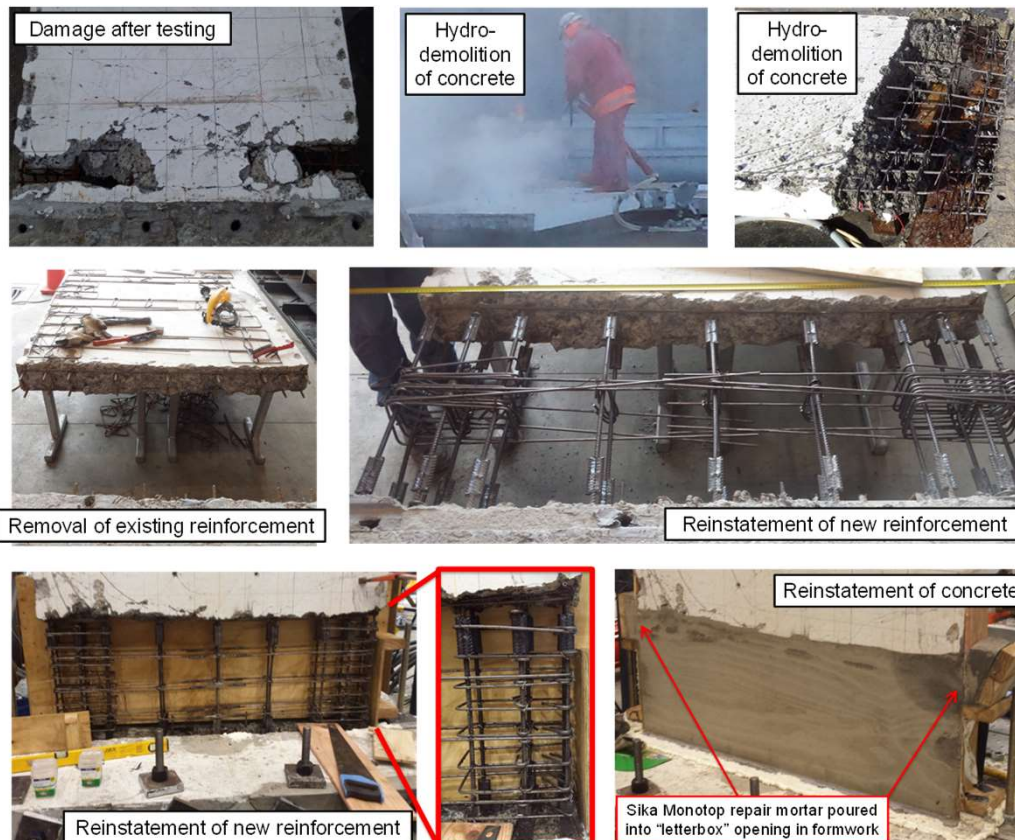 Damage after testing
Hydro-
demolition
of concrete
Hydro-
demolition
of concrete
Removal of existing reinforcement
Reinstatement of new reinforcement
Reinstatement of new reinforcement
Reinstatement of concrete
Sika Monotop repair mortar poured
into "letterbox" opening in formwork